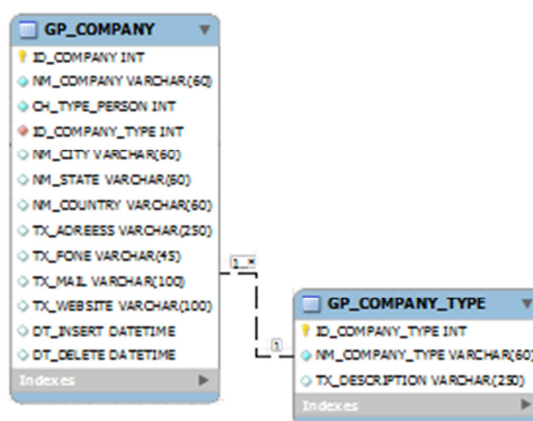 GP_COMPANY
ID_COMPANY INT
NM_COMPANY VARCHAR(60)
CH_TYPE_PERSON INT
ID_COMPANY_TYPE INT
NM_CITY VARCHAR(60)
NM_STATE VARCHAR(60)
NM_COUNTRY VARCHAR(60)
TX_ADREESS VARCHAR(250)
TX_FONE VARCHAR(45)
TX_MAIL VARCHAR(100)
TX_WEBSITE VARCHAR(100)
DT_INSERT DATETIME
DT_DELETE DATETIME
Indexes
1..*
1
GP_COMPANY_TYPE
ID_COMPANY_TYPE INT
NM_COMPANY_TYPE VARCHAR(60)
TX_DESCRIPTION VARCHAR(250)
Indexes